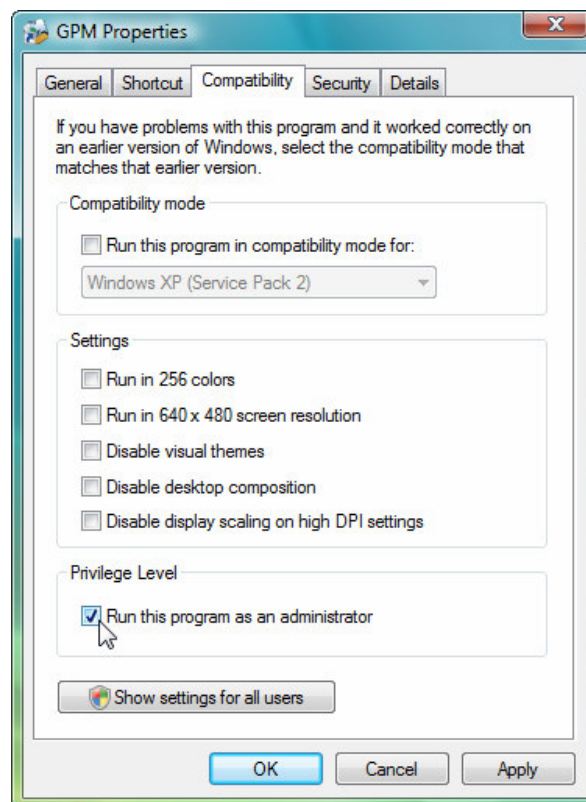 GPM Properties
General Shortcut Compatibility Security Details
If you have problems with this program and it worked correctly on
an earlier version of Windows, select the compatibility mode that
matches that earlier version.
Compatibility mode
Run this program in compatibility mode for:
Windows XP (Service Pack 2)
Settings
Run in 256 colors
Run in 640 x 480 screen resolution
Disable visual themes
Disable desktop composition
Disable display scaling on high DPI settings
Privilege Level
Run this program as an administrator
Show settings for all users
OK Cancel Apply